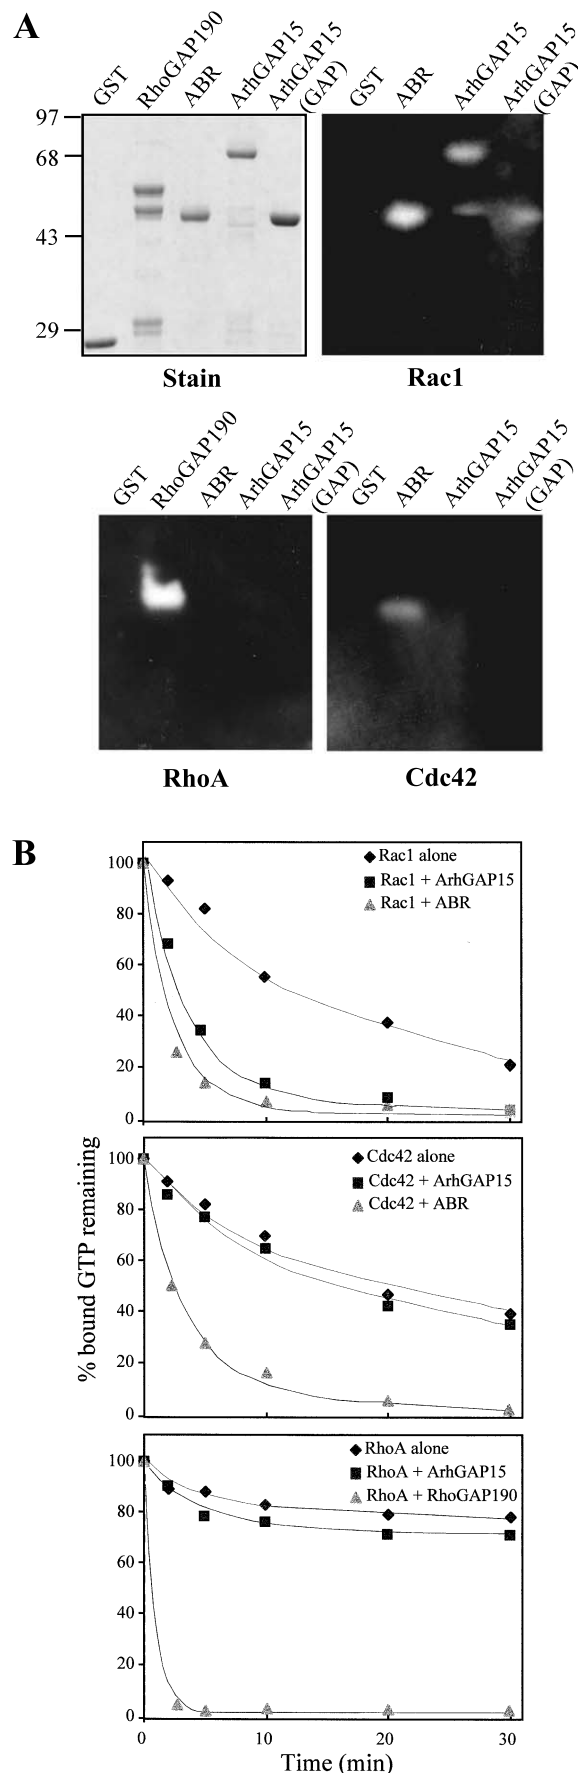 A
GST
RhoGAP190
ABR
ArhGAP15
ArhGAP15
(GAP)
GST
ABR
ArhGAP15
ArhGAP15
(GAP)
97
68
43
29
Stain
Rac1
GST
RhoGAP190
ABR
ArhGAP15
ArhGAP15
(GAP)
GST
ABR
ArhGAP15
ArhGAP15
(GAP)
RhoA
Cdc42
B
% bound GTP remaining
100
80
60
40
20
0
Rac1 alone
Rac1 + ArhGAP15
Rac1 + ABR
100
80
60
40
20
0
Cdc42 alone
Cdc42 + ArhGAP15
Cdc42 + ABR
100
80
60
40
20
0
RhoA alone
RhoA + ArhGAP15
RhoA + RhoGAP190
0
10
20
30
Time (min)